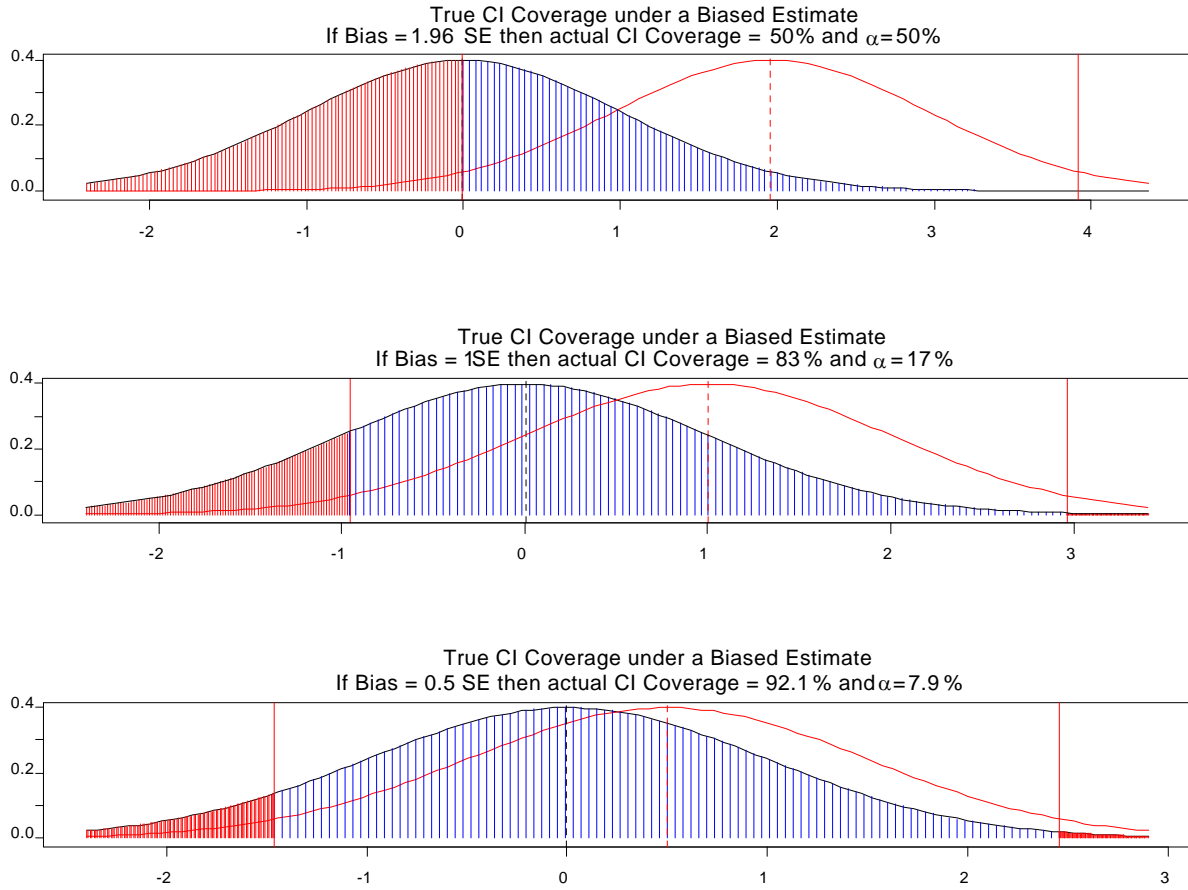 True CI Coverage under a Biased Estimate
If Bias = 1.96 SE then actual CI Coverage = 50% and α=50%
0.4
0.2
0.0
-2 -1 0 1 2 3 4
True CI Coverage under a Biased Estimate
If Bias = 1SE then actual CI Coverage = 83% and α=17%
0.4
0.2
0.0
-2 -1 0 1 2 3
True CI Coverage under a Biased Estimate
If Bias = 0.5 SE then actual CI Coverage = 92.1% and α=7.9%
0.4
0.2
0.0
-2 -1 0 1 2 3